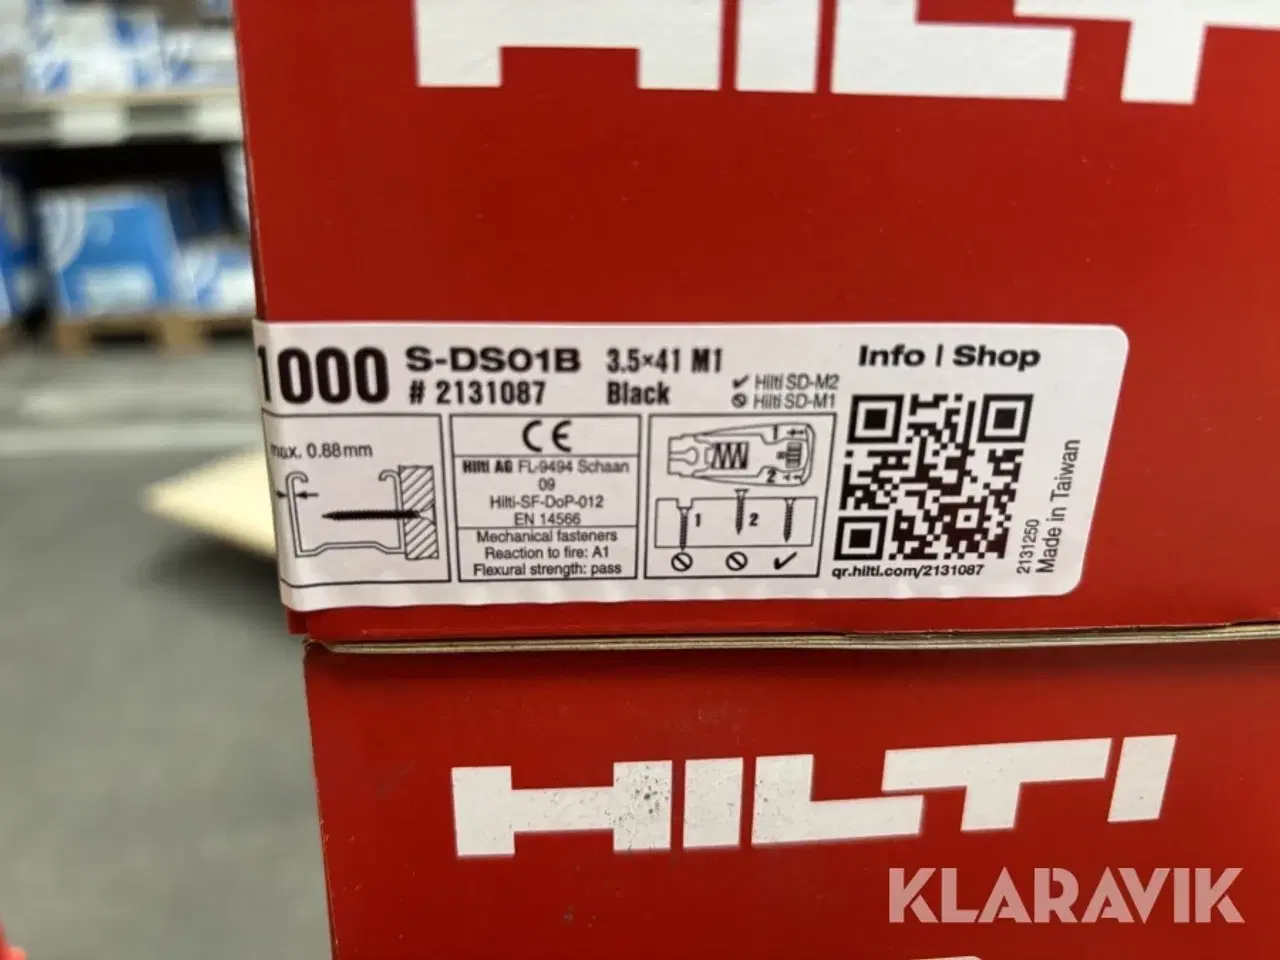 HILTI
1000 S-DS01B 3.5×41 M1
# 2131087 Black
✓ Hilti SD-M2
Hilti SD-M1
Info | Shop
max. 0.88mm
CE
Hilti AG FL-9494 Schaan
09
Hilti-SF-DoP-012
EN 14566
Mechanical fasteners
Reaction to fire: A1
Flexural strength: pass
1
2
1 2
qr.hilti.com/2131087
2131250
Made in Taiwan
HILTI
KLARAVIK